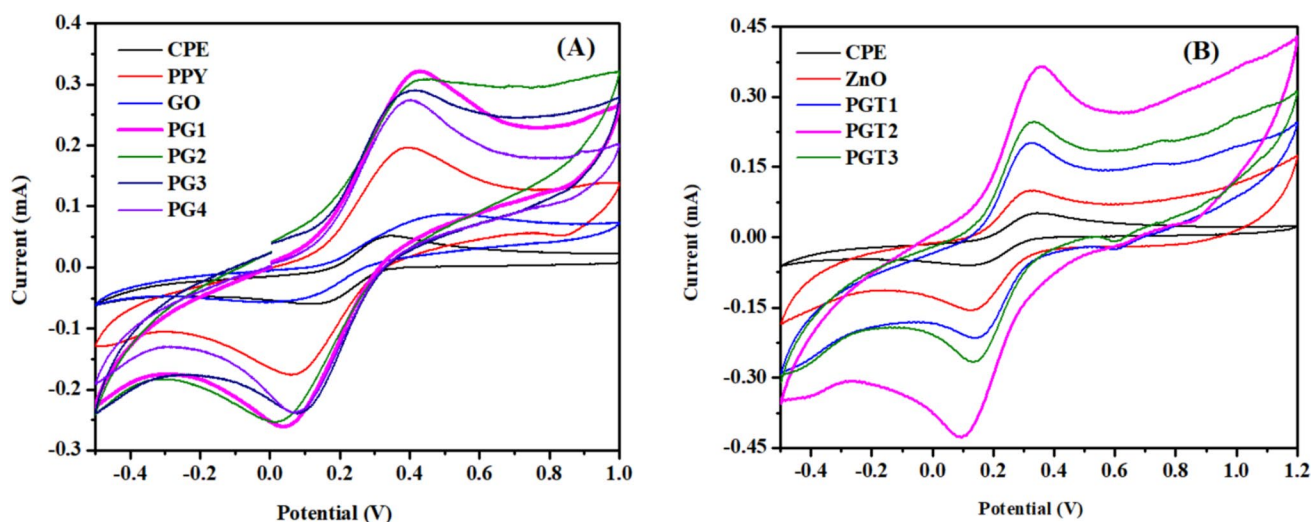 (A)
CPE
PPY
GO
PG1
PG2
PG3
PG4
0.4
0.3
0.2
0.1
0.0
-0.1
-0.2
-0.3
Current (mA)
-0.4 -0.2 0.0 0.2 0.4 0.6 0.8 1.0
Potential (V)
(B)
CPE
ZnO
PGT1
PGT2
PGT3
0.45
0.30
0.15
0.00
-0.15
-0.30
-0.45
Current (mA)
-0.4 -0.2 0.0 0.2 0.4 0.6 0.8 1.0 1.2
Potential (V)